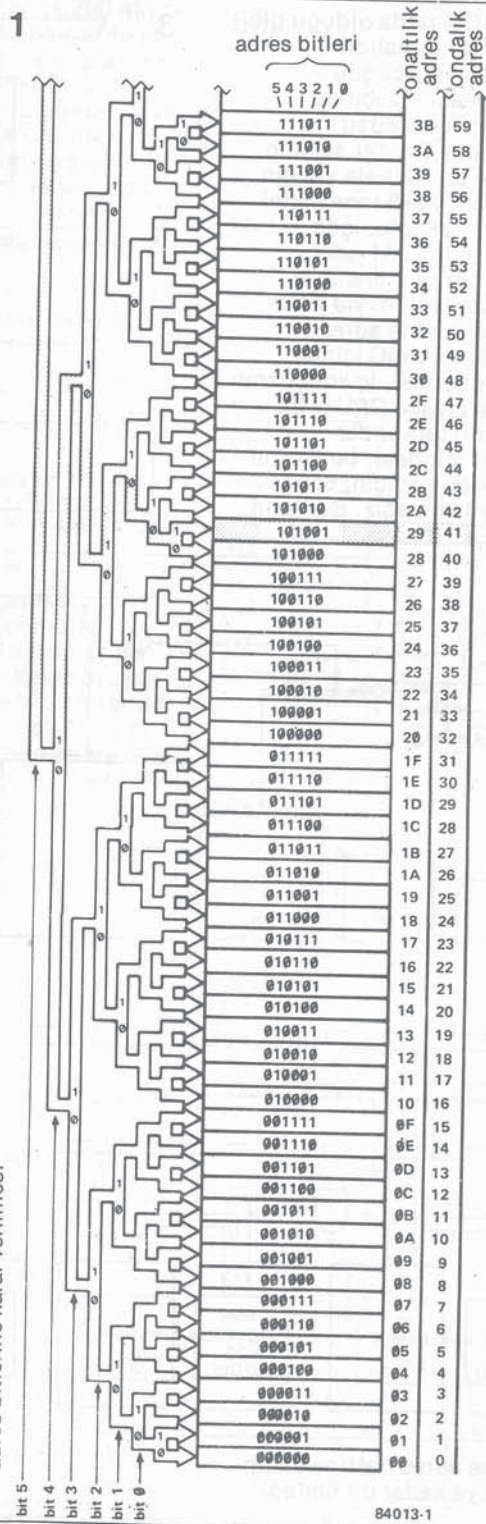 1
adres bitleri
onaltılık adres
ondalık adres
5 4 3 2 1 0
111011 3B 59
111010 3A 58
111001 39 57
111000 38 56
110111 37 55
110110 36 54
110101 35 53
110100 34 52
110011 33 51
110010 32 50
110001 31 49
110000 30 48
101111 2F 47
101110 2E 46
101101 2D 45
101100 2C 44
101011 2B 43
101010 2A 42
101001 29 41
101000 28 40
100111 27 39
100110 26 38
100101 25 37
100100 24 36
100011 23 35
100010 22 34
100001 21 33
100000 20 32
011111 1F 31
011110 1E 30
011101 1D 29
011100 1C 28
011011 1B 27
011010 1A 26
011001 19 25
011000 18 24
010111 17 23
010110 16 22
010101 15 21
010100 14 20
010011 13 19
010010 12 18
010001 11 17
010000 10 16
001111 0F 15
001110 0E 14
001101 0D 13
001100 0C 12
001011 0B 11
001010 0A 10
001001 09 9
001000 08 8
000111 07 7
000110 06 6
000101 05 5
000100 04 4
000011 03 3
000010 02 2
000001 01 1
000000 00 0
bit 5
bit 4
bit 3
bit 2
bit 1
bit 0
84013-1